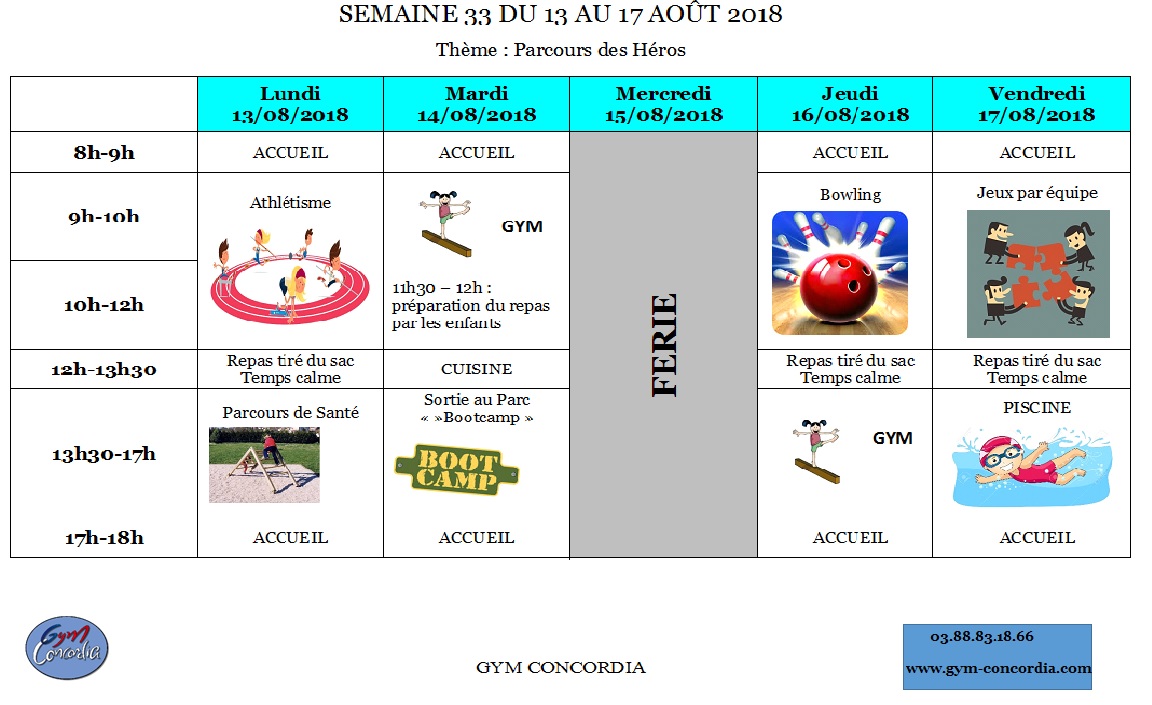 SEMAINE 33 DU 13 AU 17 AOÛT 2018
Thème : Parcours des Héros
Lundi
13/08/2018
Mardi
14/08/2018
Mercredi
15/08/2018
Jeudi
16/08/2018
Vendredi
17/08/2018
8h-9h
ACCUEIL
ACCUEIL
ACCUEIL
ACCUEIL
9h-10h
Athlétisme
GYM
Bowling
Jeux par équipe
10h-12h
11h30 – 12h :
préparation du repas
par les enfants
FERIE
12h-13h30
Repas tiré du sac
Temps calme
CUISINE
Repas tiré du sac
Temps calme
Repas tiré du sac
Temps calme
13h30-17h
Parcours de Santé
Sortie au Parc
« »Bootcamp »
BOOT
CAMP
GYM
PISCINE
17h-18h
ACCUEIL
ACCUEIL
ACCUEIL
ACCUEIL
Gym
Concordia
GYM CONCORDIA
03.88.83.18.66
www.gym-concordia.com